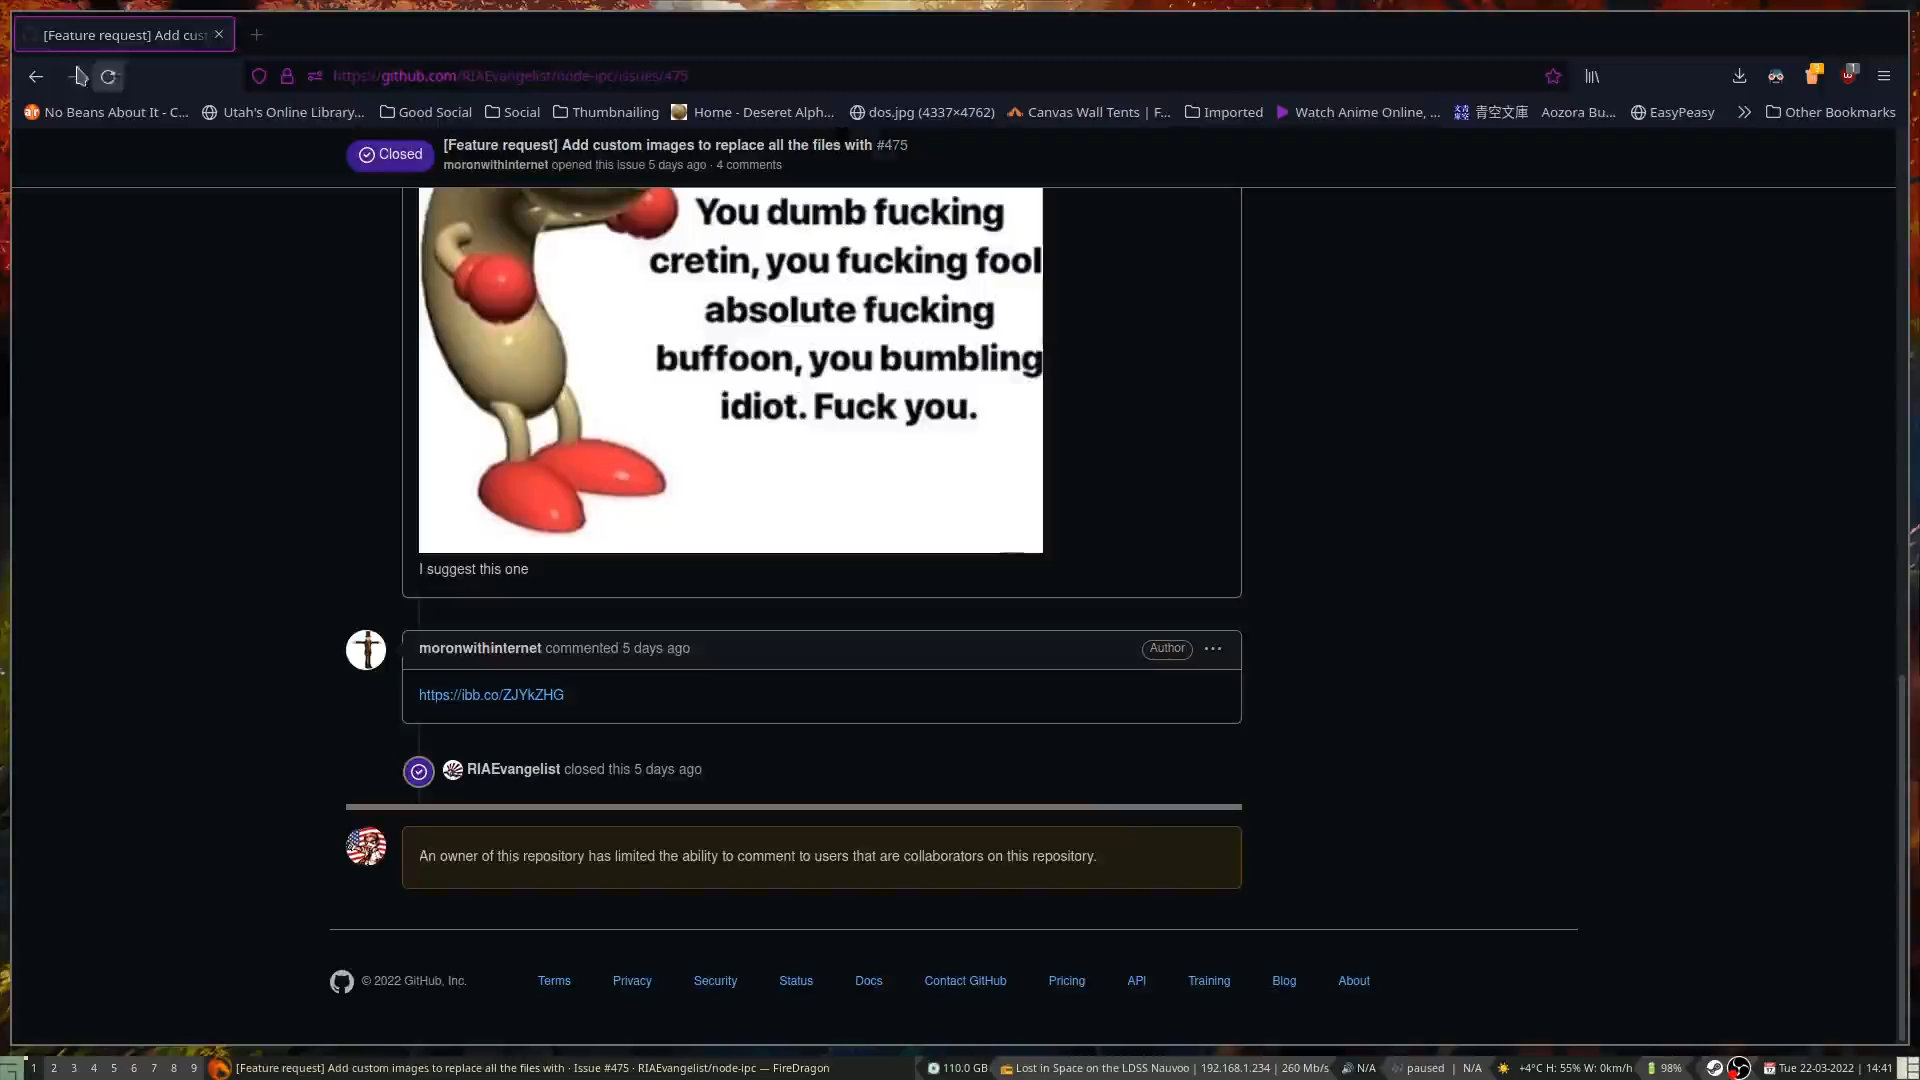 [Feature request] Add cust
https://github.com/RIAEvangelist/node-ipc/issues/475
No Beans About It - C... Utah's Online Library... Good Social Social Thumbnailing Home - Deseret Alph... dos.jpg (4337×4762) Canvas Wall Tents | F... Imported Watch Anime Online, ... 青空文庫 Aozora Bu... EasyPeasy Other Bookmarks
Closed
[Feature request] Add custom images to replace all the files with #475
moronwithinternet opened this issue 5 days ago · 4 comments
You dumb fucking
cretin, you fucking fool
absolute fucking
buffoon, you bumbling
idiot. Fuck you.
I suggest this one
moronwithinternet commented 5 days ago Author
https://ibb.co/ZJYkZHG
RIAEvangelist closed this 5 days ago
An owner of this repository has limited the ability to comment to users that are collaborators on this repository.
© 2022 GitHub, Inc. Terms Privacy Security Status Docs Contact GitHub Pricing API Training Blog About
1 2 3 4 5 6 7 8 9 [Feature request] Add custom images to replace all the files with · Issue #475 · RIAEvangelist/node-ipc — FireDragon 110.0 GB Lost in Space on the LDSS Nauvoo | 192.168.1.234 | 260 Mb/s N/A paused | N/A +4°C H: 55% W: 0km/h 98% Tue 22-03-2022 | 14:41